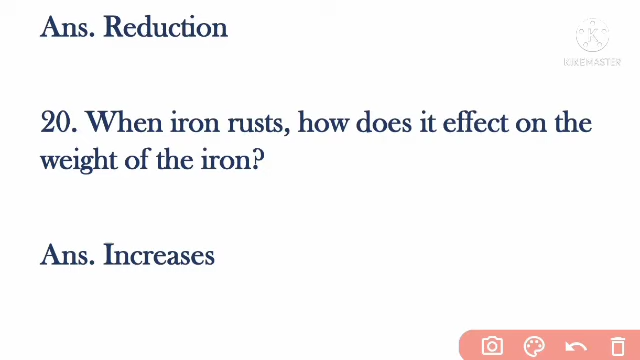 Ans. Reduction
KINEMASTER
20. When iron rusts, how does it effect on the
weight of the iron?
Ans. Increases